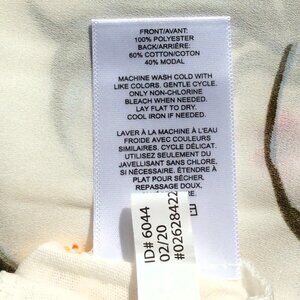 FRONT/AVANT:
100% POLYESTER
BACK/ARRIÈRE:
60% COTTON/COTON
40% MODAL
MACHINE WASH COLD WITH
LIKE COLORS. GENTLE CYCLE.
ONLY NON-CHLORINE
BLEACH WHEN NEEDED.
LAY FLAT TO DRY.
COOL IRON IF NEEDED.
LAVER À LA MACHINE À L'EAU
FROIDE AVEC COULEURS
SIMILAIRES. CYCLE DÉLICAT.
UTILISEZ SEULEMENT DU
JAVELLISANT SANS CHLORE,
SI NÉCESSAIRE. ÉTENDRE À
PLAT POUR SÉCHER.
REPASSAGE DOUX,
ID# 6044
02/20
#02628422